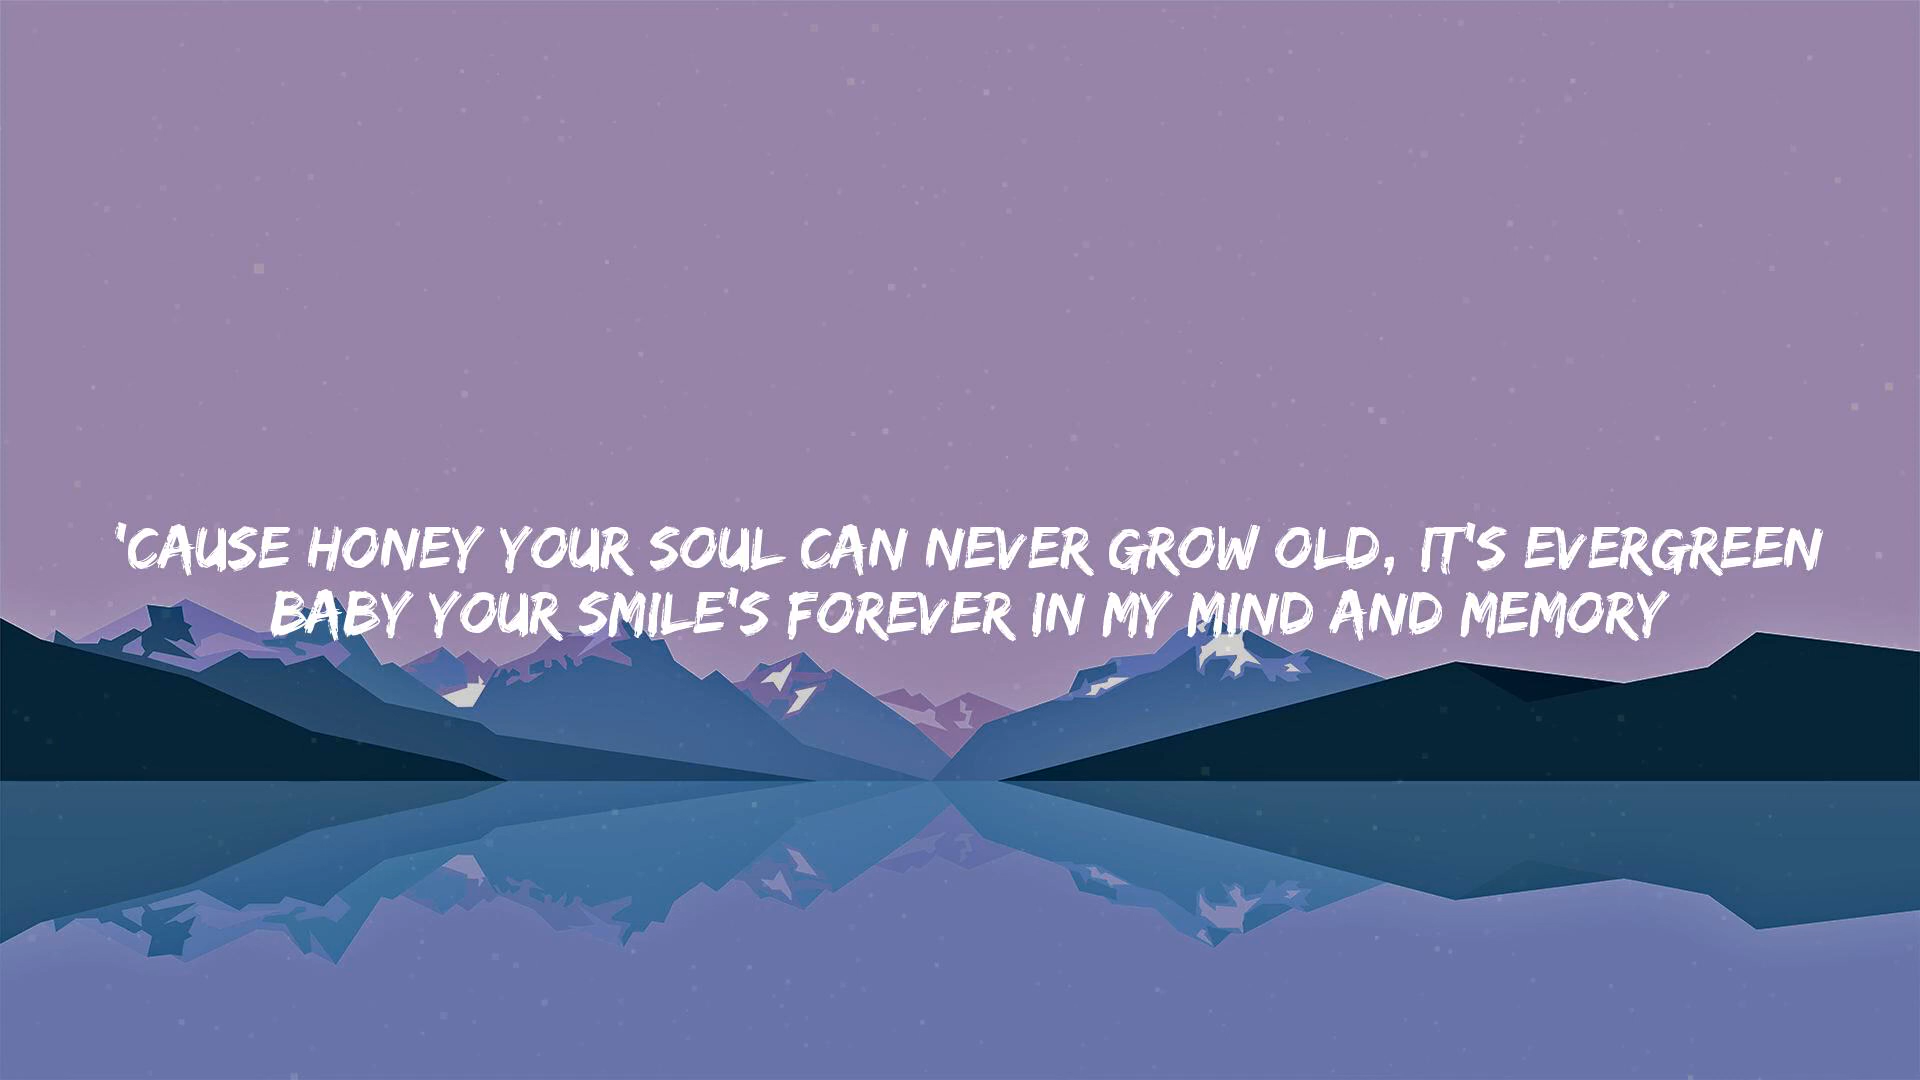 'CAUSE HONEY YOUR SOUL CAN NEVER GROW OLD, IT'S EVERGREEN
BABY YOUR SMILE'S FOREVER IN MY MIND AND MEMORY